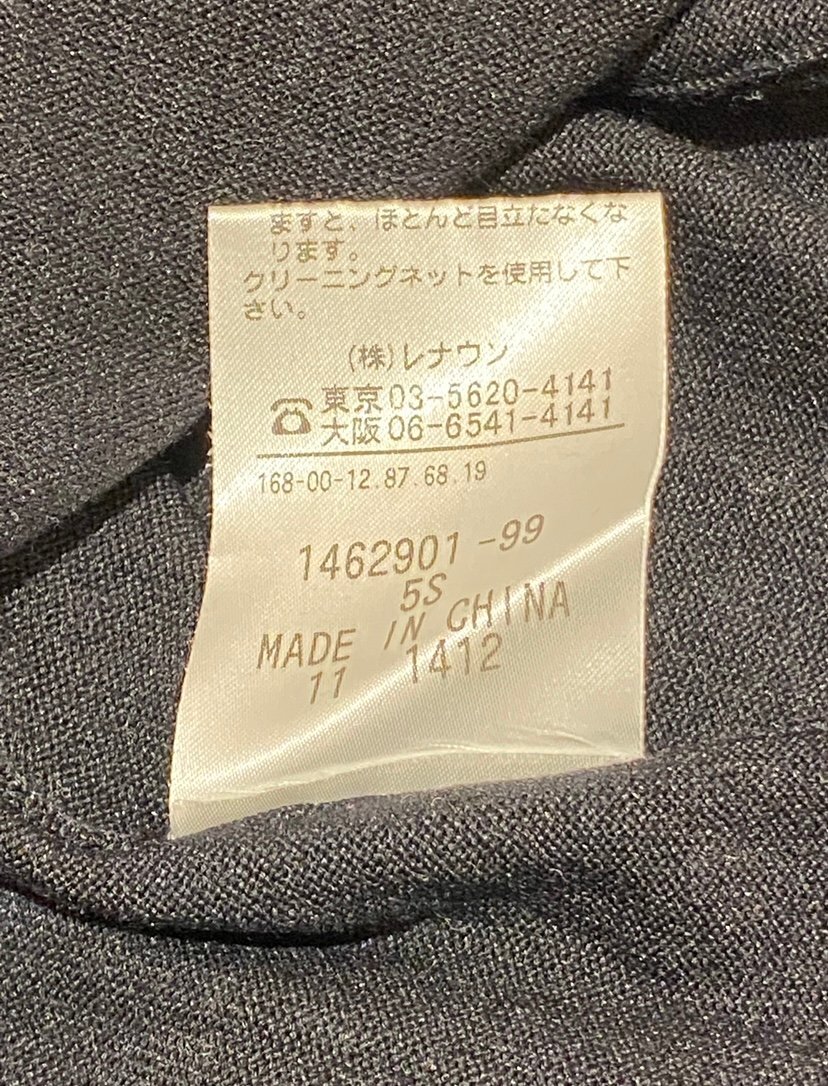 ますと、ほとんど目立たなくな
ります。
クリーニングネットを使用して下
さい。
(株)レナウン
☎東京03-5620-4141
大阪06-6541-4141
168-00-12.87.68.19
1462901-99
5S
MADE IN CHINA
11 1412